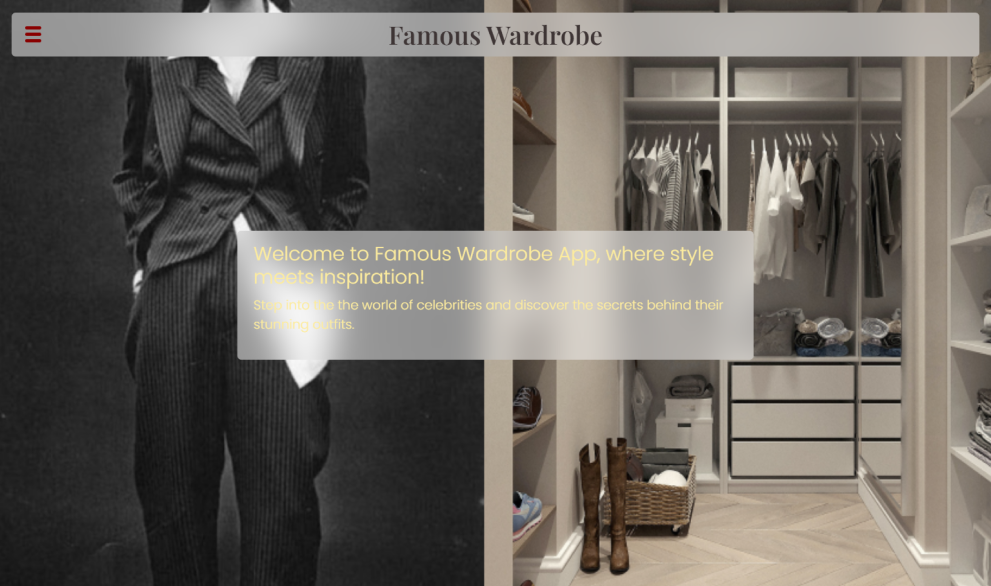 Famous Wardrobe
Welcome to Famous Wardrobe App, where style
meets inspiration!
Step into the the world of celebrities and discover the secrets behind their
stunning outfits.